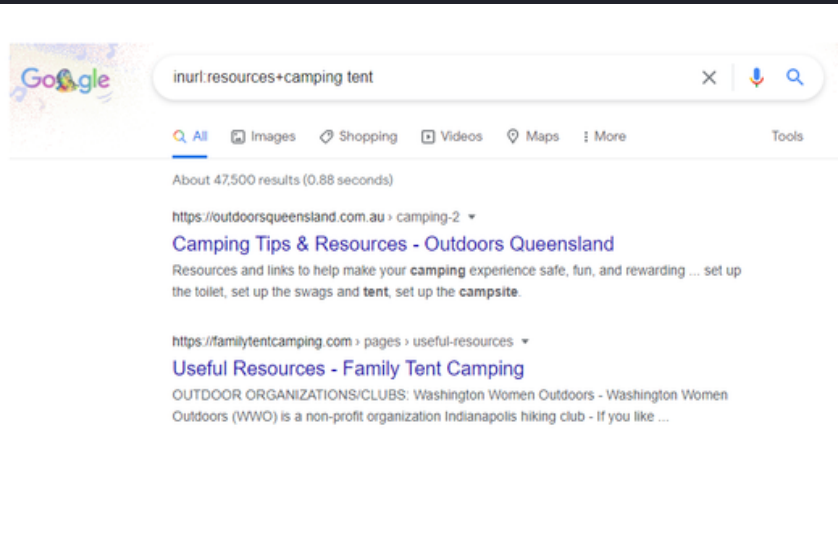 Google
inurl:resources+camping tent
All Images Shopping Videos Maps More Tools
About 47,500 results (0.88 seconds)
https://outdoorsqueensland.com.au › camping-2
Camping Tips & Resources - Outdoors Queensland
Resources and links to help make your camping experience safe, fun, and rewarding ... set up
the toilet, set up the swags and tent, set up the campsite.
https://familytentcamping.com › pages › useful-resources
Useful Resources - Family Tent Camping
OUTDOOR ORGANIZATIONS/CLUBS: Washington Women Outdoors - Washington Women
Outdoors (WWO) is a non-profit organization Indianapolis hiking club - If you like ...